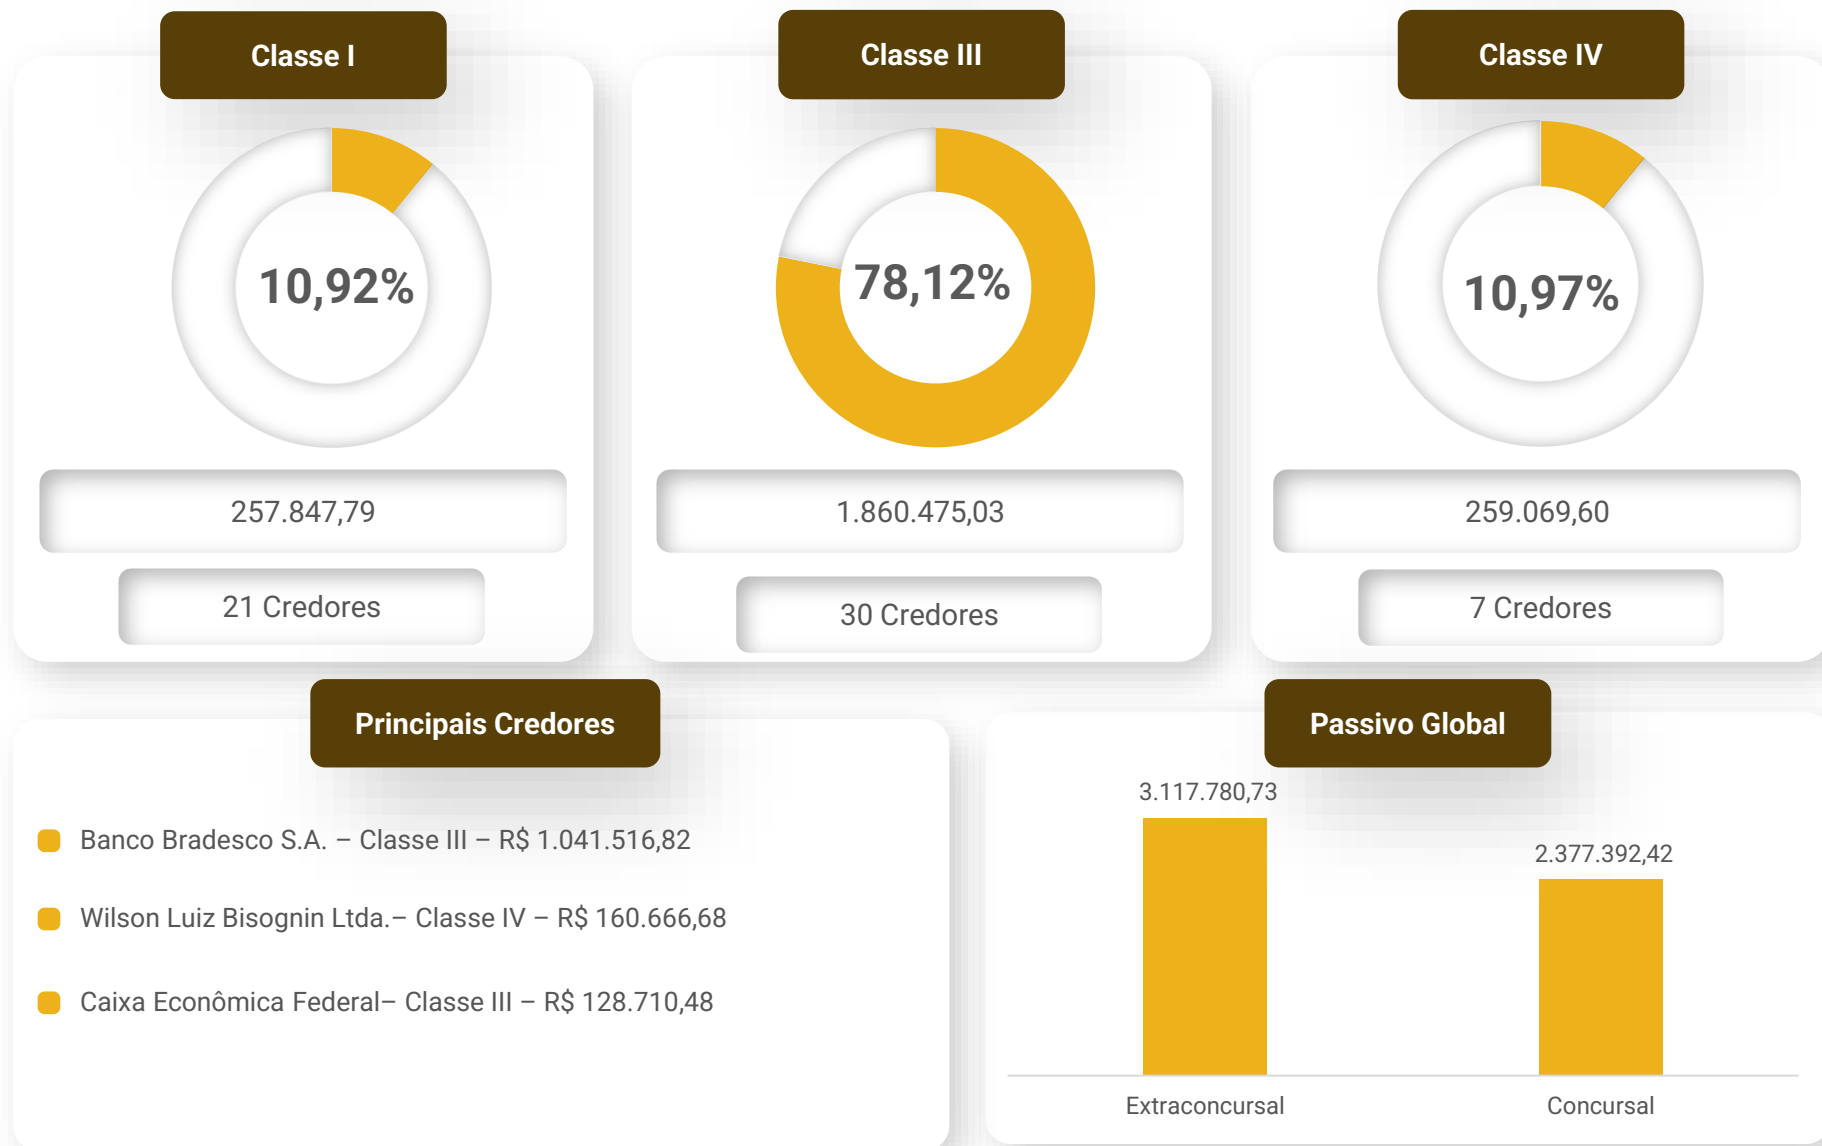 Classe I
10,92%
257.847,79
21 Credores
Classe III
78,12%
1.860.475,03
30 Credores
Classe IV
10,97%
259.069,60
7 Credores
Principais Credores
Banco Bradesco S.A. – Classe III – R$ 1.041.516,82
Wilson Luiz Bisognin Ltda.– Classe IV – R$ 160.666,68
Caixa Econômica Federal– Classe III – R$ 128.710,48
Passivo Global
3.117.780,73
2.377.392,42
Extraconcursal
Concursal